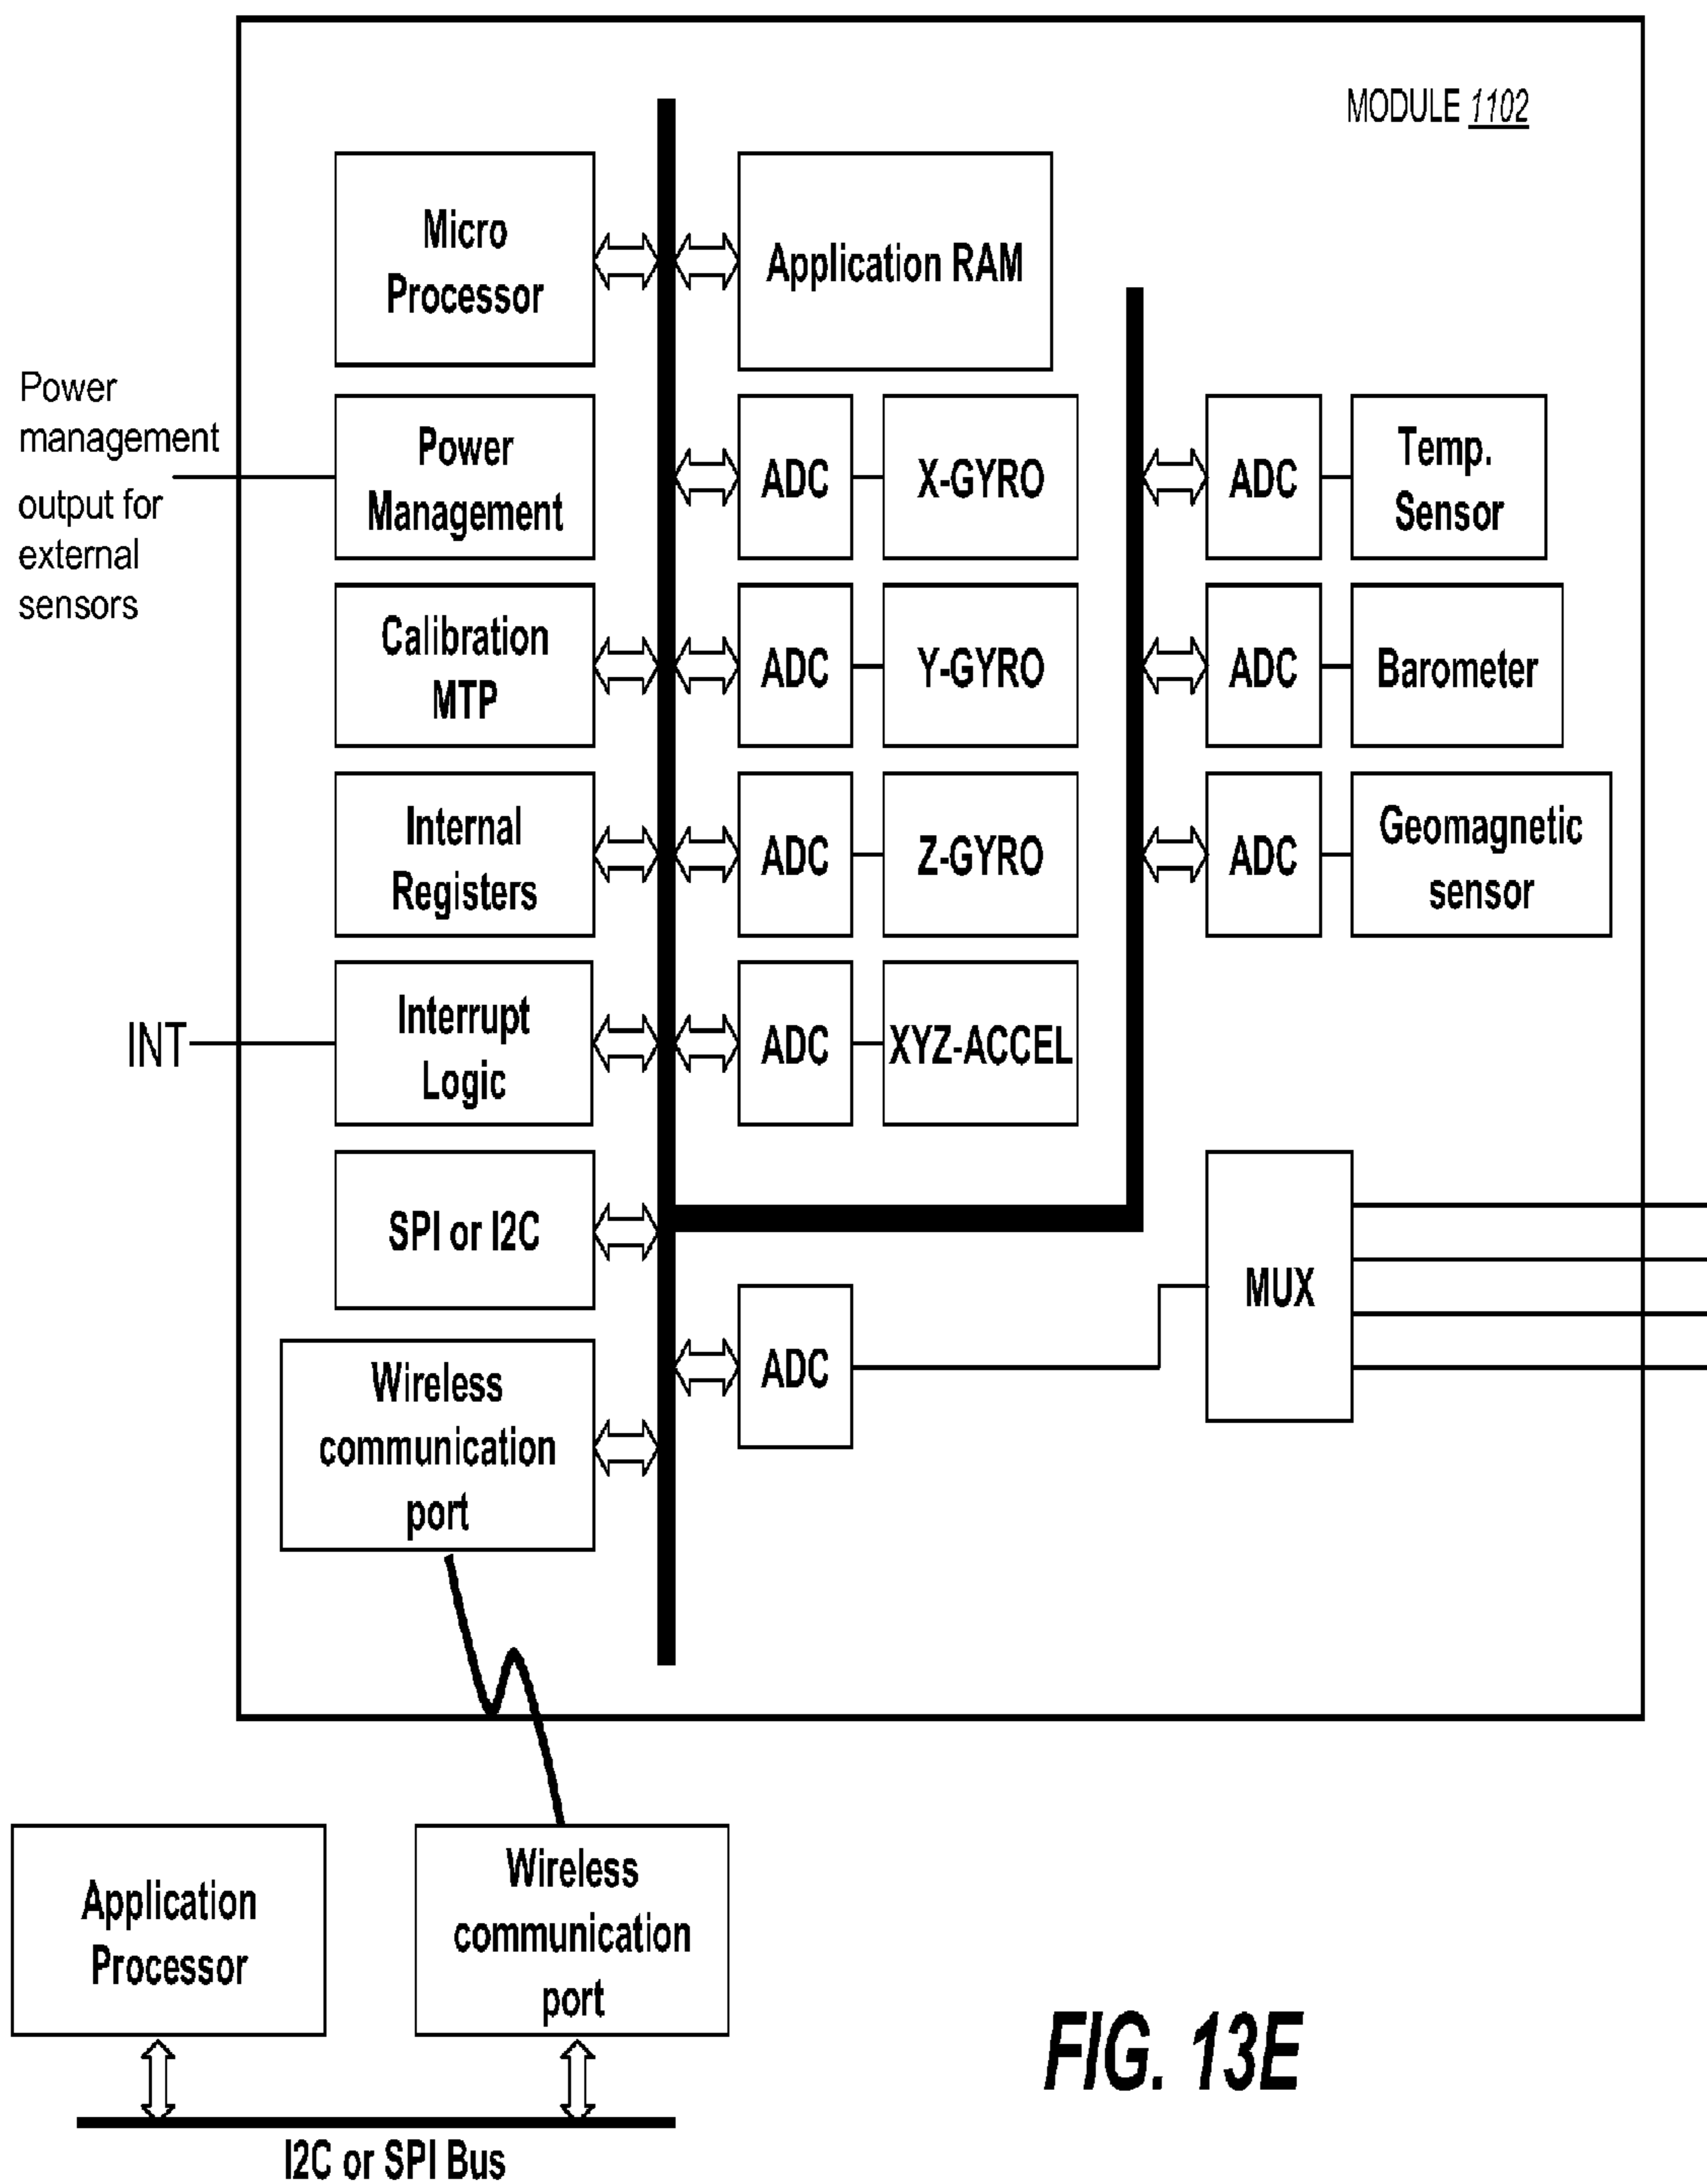 MODULE 1102
Micro
Processor
Application RAM
Power
management
output for
external
sensors
Power
Management
ADC
X-GYRO
ADC
Temp.
Sensor
Calibration
MTP
ADC
Y-GYRO
ADC
Barometer
Internal
Registers
ADC
Z-GYRO
ADC
Geomagnetic
sensor
INT
Interrupt
Logic
ADC
XYZ-ACCEL
SPI or I2C
MUX
ADC
Wireless
communication
port
Application
Processor
Wireless
communication
port
I2C or SPI Bus
FIG. 13E